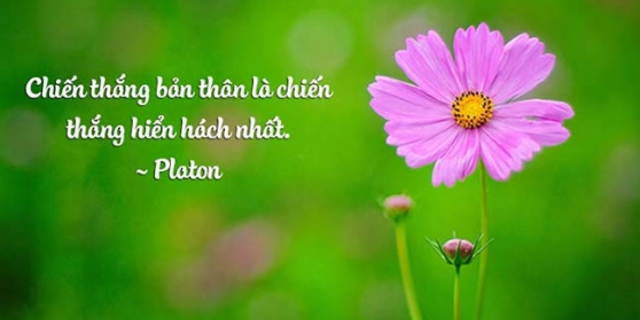 Chiến thắng bản thân là chiến
thắng hiển hách nhất.
~ Platon